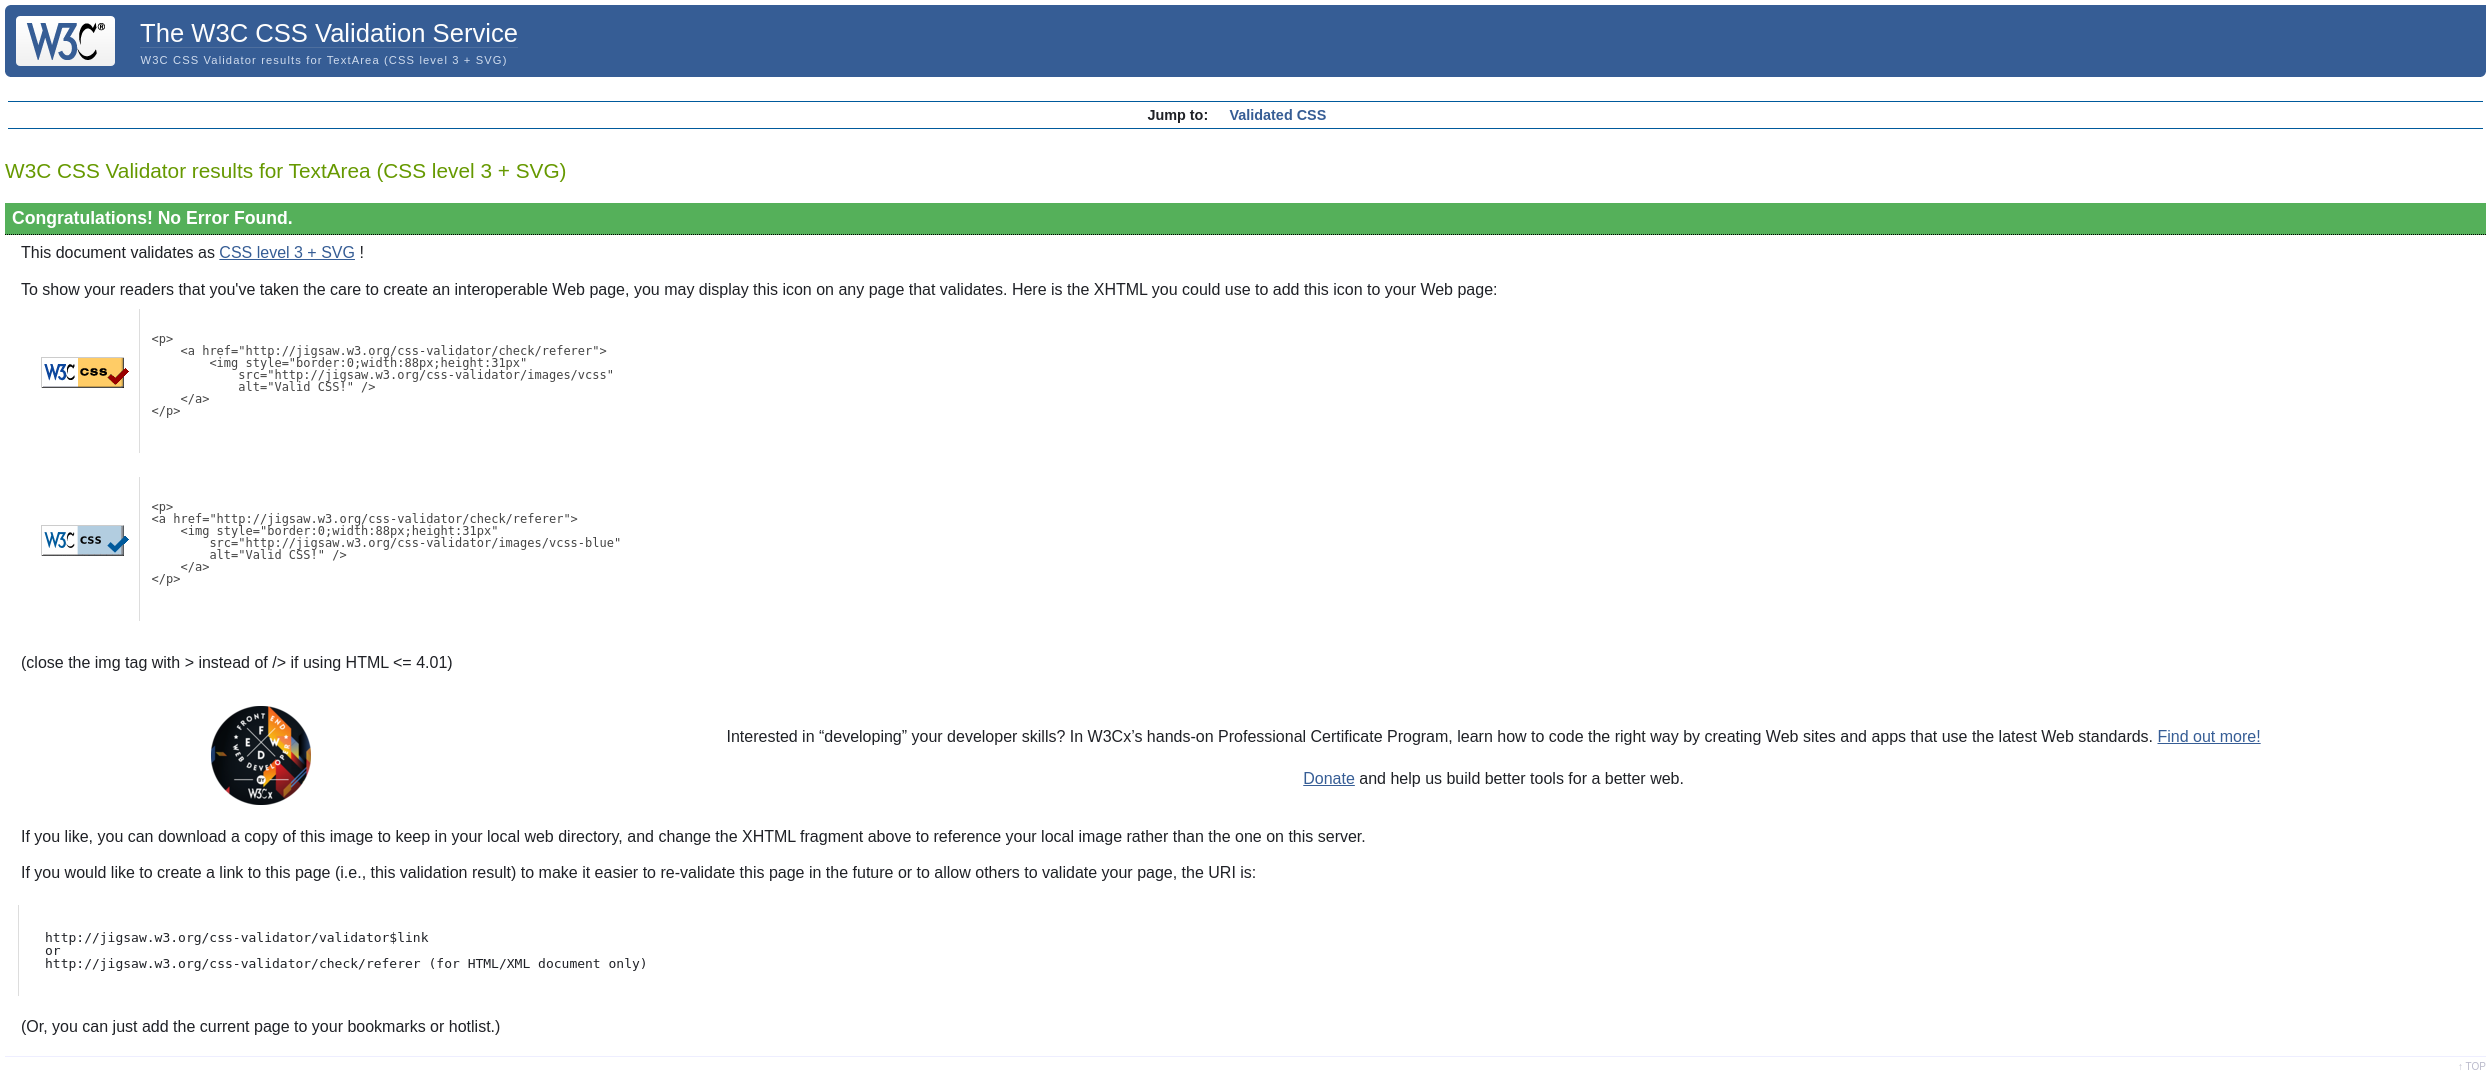 W3C®
The W3C CSS Validation Service
W3C CSS Validator results for TextArea (CSS level 3 + SVG)
Jump to: Validated CSS
W3C CSS Validator results for TextArea (CSS level 3 + SVG)
Congratulations! No Error Found.
This document validates as CSS level 3 + SVG !
To show your readers that you've taken the care to create an interoperable Web page, you may display this icon on any page that validates. Here is the XHTML you could use to add this icon to your Web page:
W3C css
<p>
    <a href="http://jigsaw.w3.org/css-validator/check/referer">
        <img style="border:0;width:88px;height:31px"
            src="http://jigsaw.w3.org/css-validator/images/vcss"
            alt="Valid CSS!" />
    </a>
</p>
W3C css
<p>
<a href="http://jigsaw.w3.org/css-validator/check/referer">
    <img style="border:0;width:88px;height:31px"
        src="http://jigsaw.w3.org/css-validator/images/vcss-blue"
        alt="Valid CSS!" />
    </a>
</p>
(close the img tag with > instead of /> if using HTML <= 4.01)
FRONT END
F E W D
WEB DEVELOPER
BY
W3Cx
Interested in “developing” your developer skills? In W3Cx’s hands-on Professional Certificate Program, learn how to code the right way by creating Web sites and apps that use the latest Web standards. Find out more!
Donate and help us build better tools for a better web.
If you like, you can download a copy of this image to keep in your local web directory, and change the XHTML fragment above to reference your local image rather than the one on this server.
If you would like to create a link to this page (i.e., this validation result) to make it easier to re-validate this page in the future or to allow others to validate your page, the URI is:
http://jigsaw.w3.org/css-validator/validator$link
or
http://jigsaw.w3.org/css-validator/check/referer (for HTML/XML document only)
(Or, you can just add the current page to your bookmarks or hotlist.)
↑ TOP